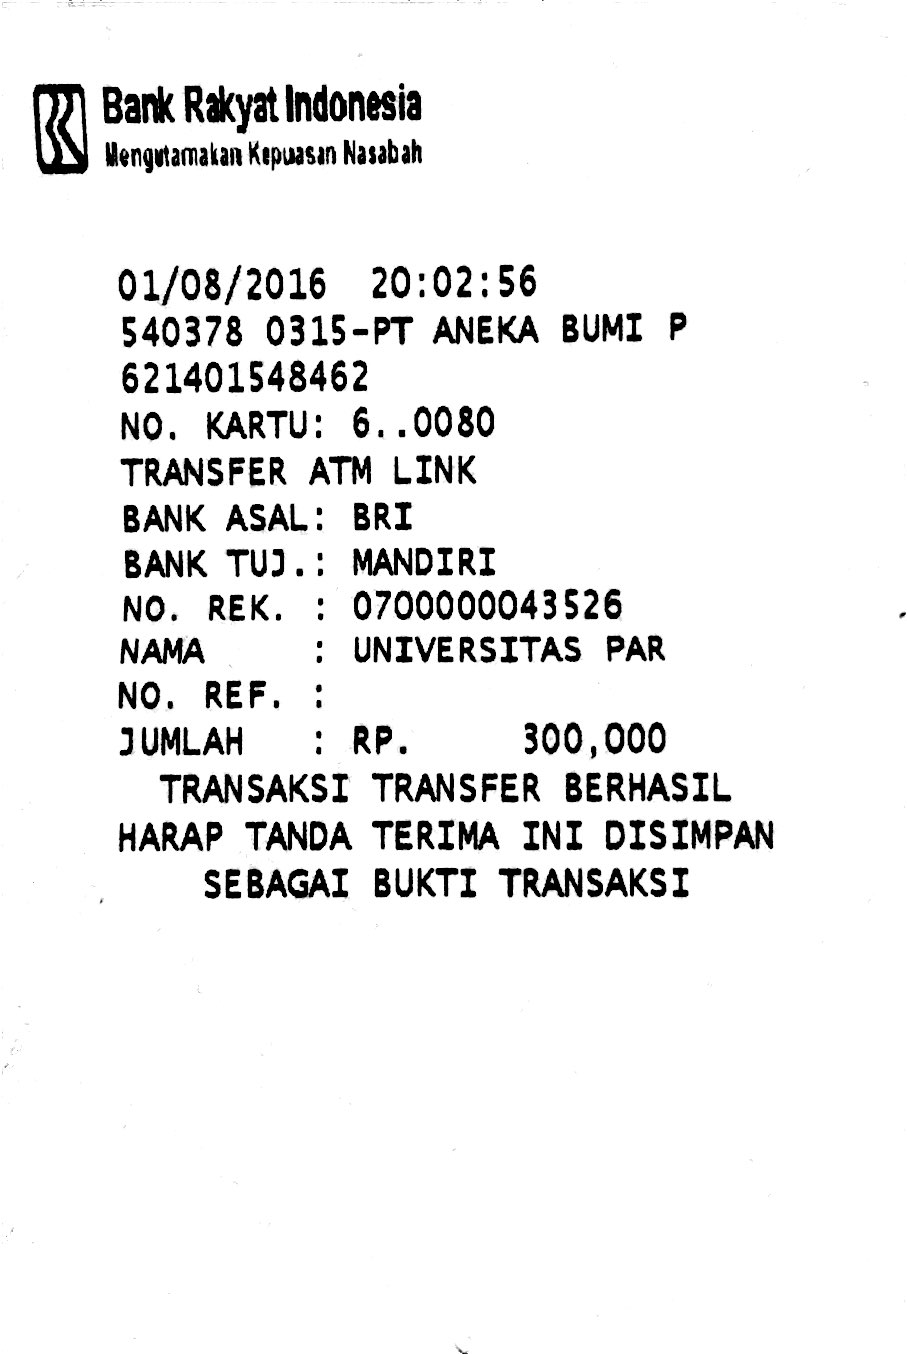 Bank Rakyat Indonesia
Mengutamakan Kepuasan Nasabah
01/08/2016 20:02:56
540378 0315-PT ANEKA BUMI P
621401548462
NO. KARTU: 6..0080
TRANSFER ATM LINK
BANK ASAL: BRI
BANK TUJ.: MANDIRI
NO. REK. : 0700000043526
NAMA : UNIVERSITAS PAR
NO. REF. :
JUMLAH : RP. 300,000
TRANSAKSI TRANSFER BERHASIL
HARAP TANDA TERIMA INI DISIMPAN
SEBAGAI BUKTI TRANSAKSI